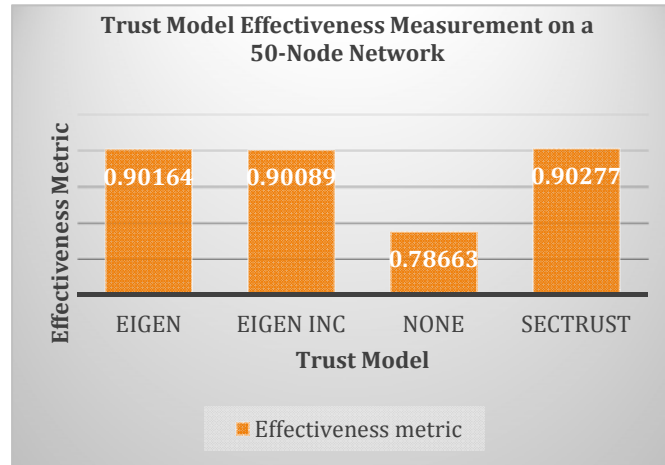 Trust Model Effectiveness Measurement on a
50-Node Network
Effectiveness Metric
0.90164
0.90089
0.78663
0.90277
EIGEN
EIGEN INC
NONE
SECTRUST
Trust Model
Effectiveness metric